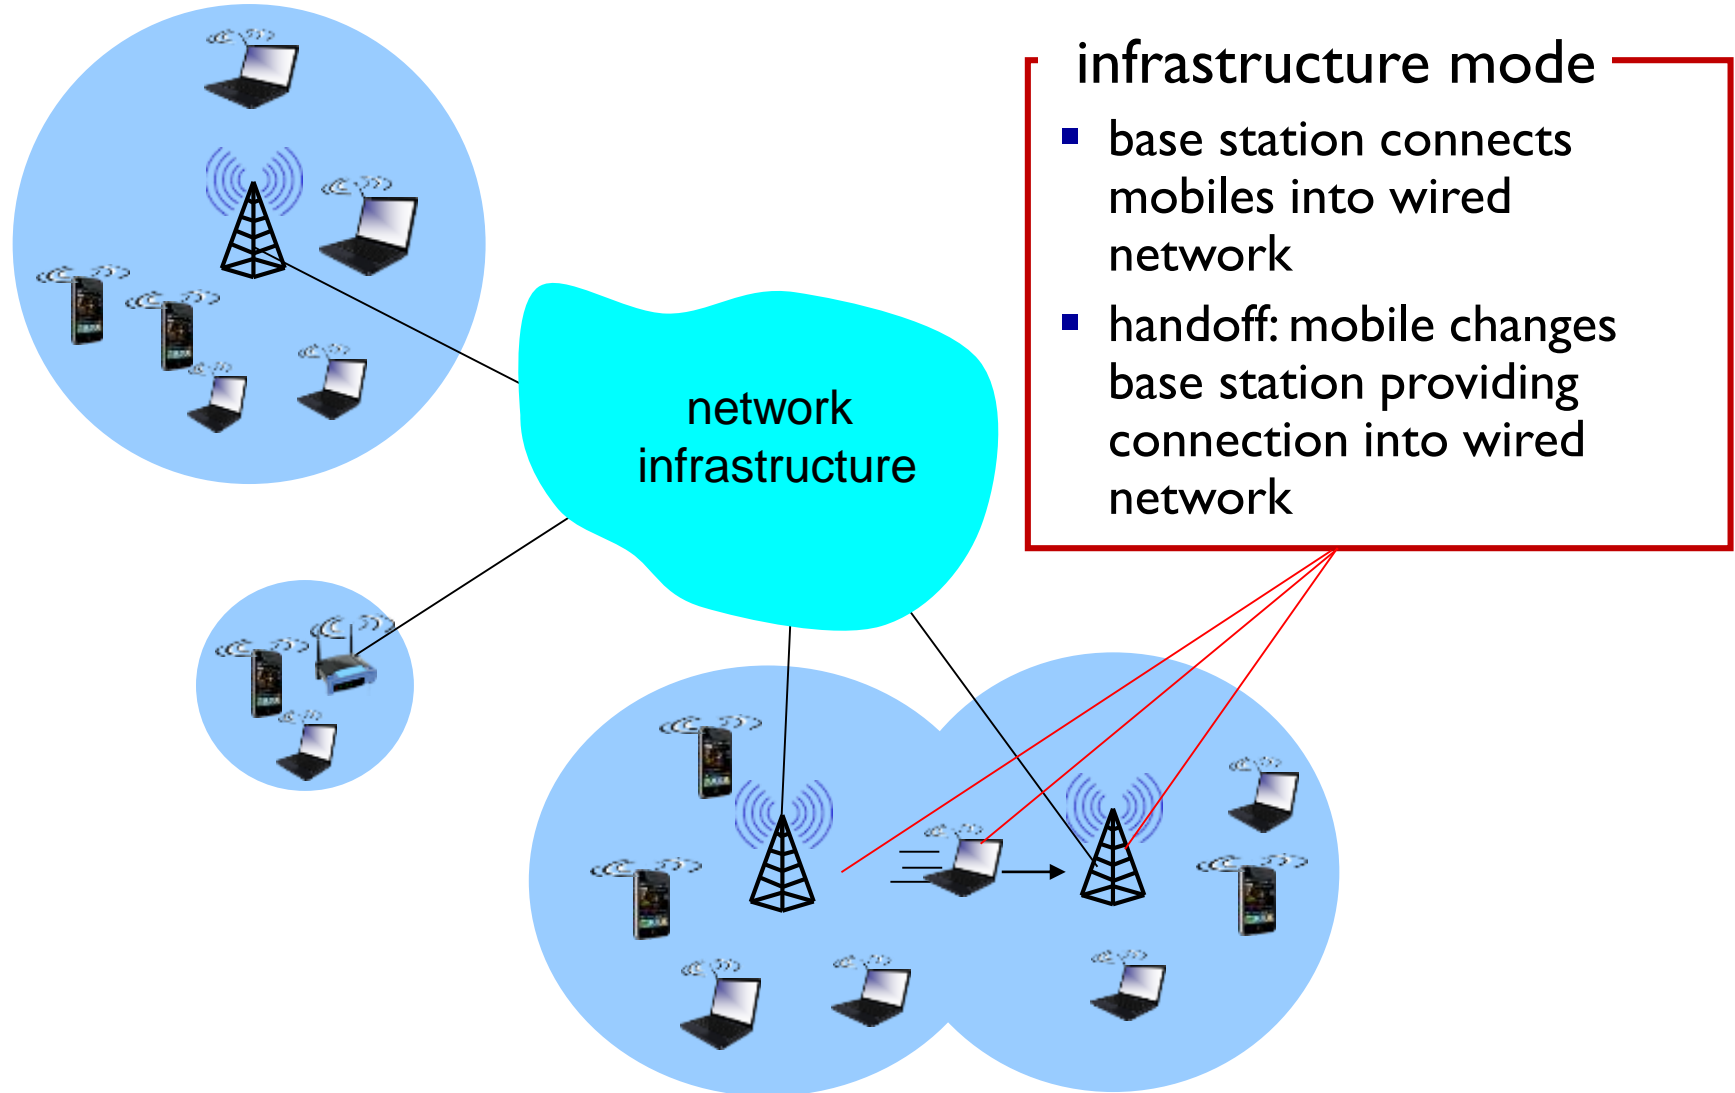 infrastructure mode
▪ base station connects
mobiles into wired
network
▪ handoff: mobile changes
base station providing
connection into wired
network
network
infrastructure